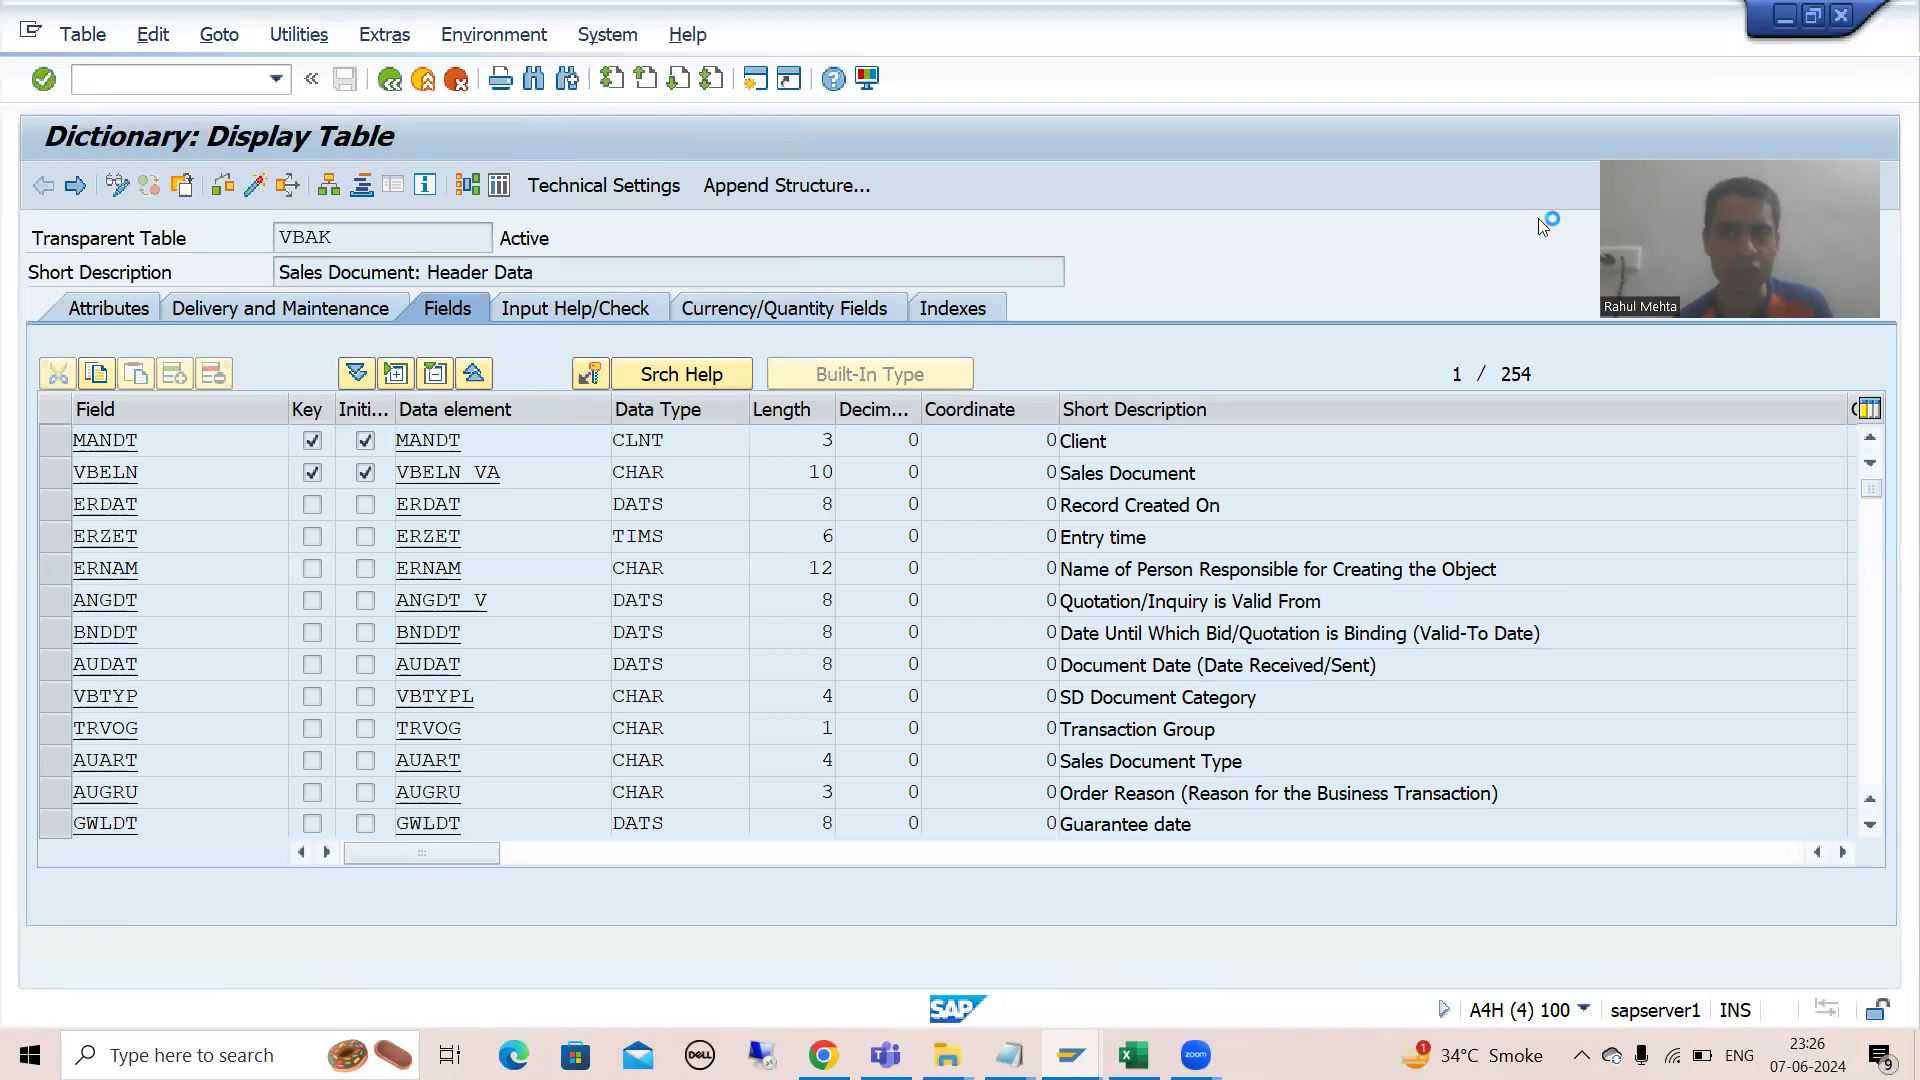 Table Edit Goto Utilities Extras Environment System Help
Dictionary: Display Table
Technical Settings Append Structure...
Transparent Table VBAK Active
Short Description Sales Document: Header Data
Attributes Delivery and Maintenance Fields Input Help/Check Currency/Quantity Fields Indexes
Rahul Mehta
Srch Help Built-In Type 1 / 254
Field Key Initi... Data element Data Type Length Decim... Coordinate Short Description
MANDT MANDT CLNT 3 0 0 Client
VBELN VBELN_VA CHAR 10 0 0 Sales Document
ERDAT ERDAT DATS 8 0 0 Record Created On
ERZET ERZET TIMS 6 0 0 Entry time
ERNAM ERNAM CHAR 12 0 0 Name of Person Responsible for Creating the Object
ANGDT ANGDT_V DATS 8 0 0 Quotation/Inquiry is Valid From
BNDDT BNDDT DATS 8 0 0 Date Until Which Bid/Quotation is Binding (Valid-To Date)
AUDAT AUDAT DATS 8 0 0 Document Date (Date Received/Sent)
VBTYP VBTYPL CHAR 4 0 0 SD Document Category
TRVOG TRVOG CHAR 1 0 0 Transaction Group
AUART AUART CHAR 4 0 0 Sales Document Type
AUGRU AUGRU CHAR 3 0 0 Order Reason (Reason for the Business Transaction)
GWLDT GWLDT DATS 8 0 0 Guarantee date
SAP A4H (4) 100 sapserver1 INS
Type here to search DELL zoom 1 34°C Smoke ENG 23:26
07-06-2024 9